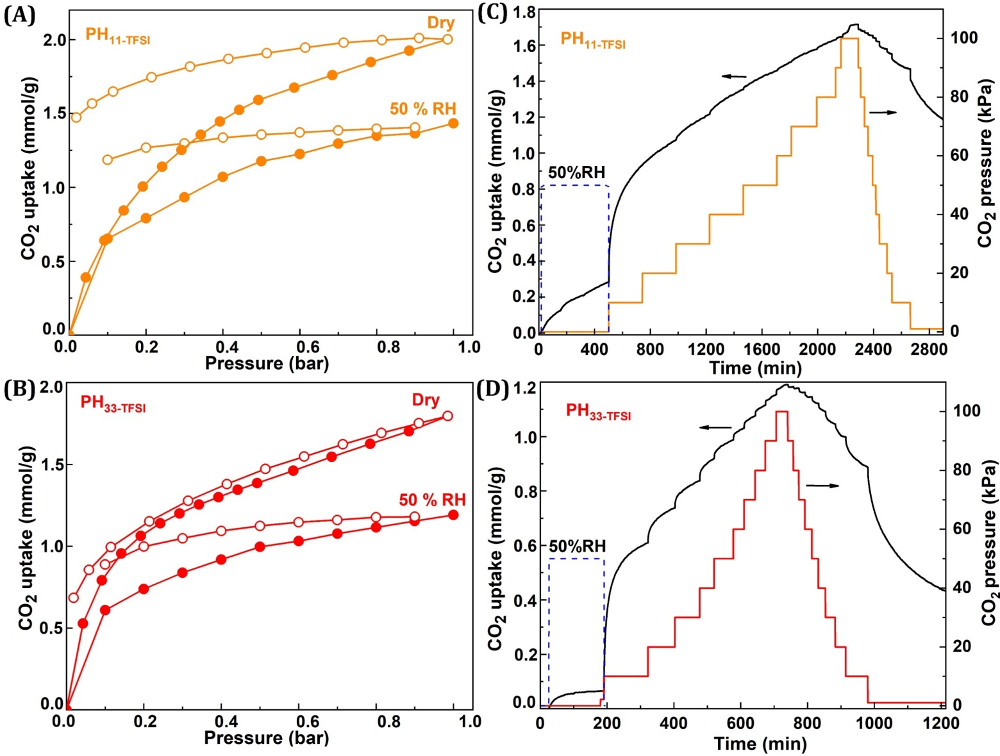 (A)
PH11-TFSI
Dry
50 % RH
CO2 uptake (mmol/g)
2.0
1.5
1.0
0.5
0.0
0.0 0.2 0.4 0.6 0.8 1.0
Pressure (bar)
(C)
PH11-TFSI
50%RH
CO2 uptake (mmol/g)
1.8
1.6
1.4
1.2
1.0
0.8
0.6
0.4
0.2
0.0
100
80
60
40
20
0
CO2 pressure (kPa)
0 400 800 1200 1600 2000 2400 2800
Time (min)
(B)
PH33-TFSI
Dry
50 % RH
CO2 uptake (mmol/g)
2.0
1.5
1.0
0.5
0.0
0.0 0.2 0.4 0.6 0.8 1.0
Pressure (bar)
(D)
PH33-TFSI
50%RH
CO2 uptake (mmol/g)
1.2
1.0
0.8
0.6
0.4
0.2
0.0
100
80
60
40
20
0
CO2 pressure (kPa)
0 200 400 600 800 1000 1200
Time (min)